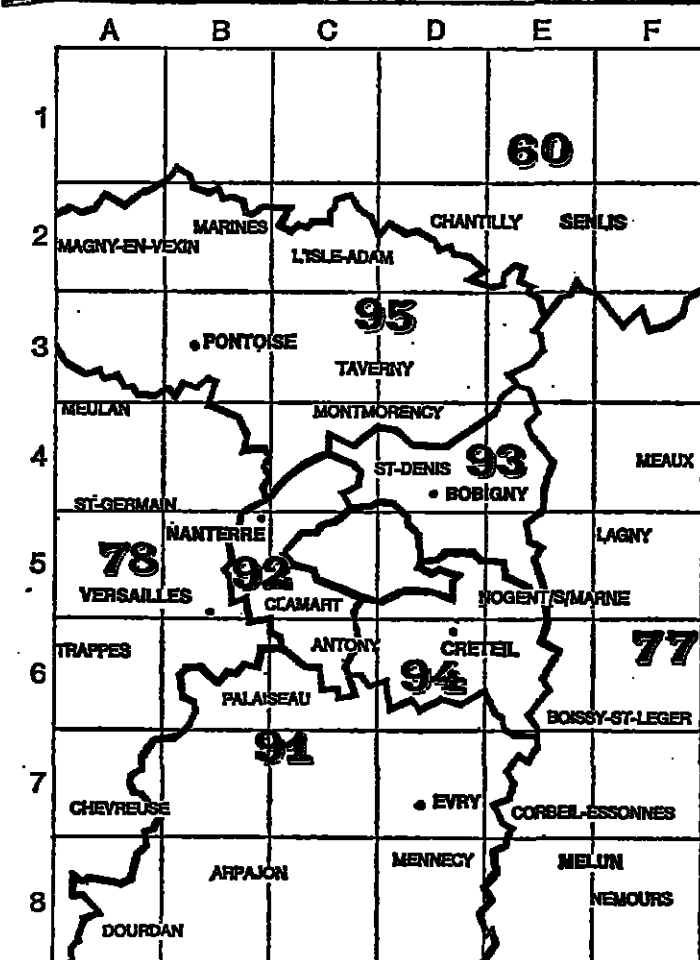 A B C D E F
1
60
2
MARINES
CHANTILLY
SENLIS
MAGNY-EN-VEXIN
L'ISLE-ADAM
95
3
PONTOISE
TAVERNY
MEULAN
MONTMORENCY
4
ST-DENIS
93
MEAUX
BOBIGNY
ST-GERMAIN
NANTERRE
LAGNY
5
78
92
VERSAILLES
CLAMART
NOGENT/S/MARNE
TRAPPES
ANTONY
CRETEIL
77
6
94
PALAISEAU
BOISSY-ST-LEGER
91
7
CHEVREUSE
EVRY
CORBEIL-ESSONNES
MENNECY
MELUN
ARPAJON
8
NEMOURS
DOURDAN